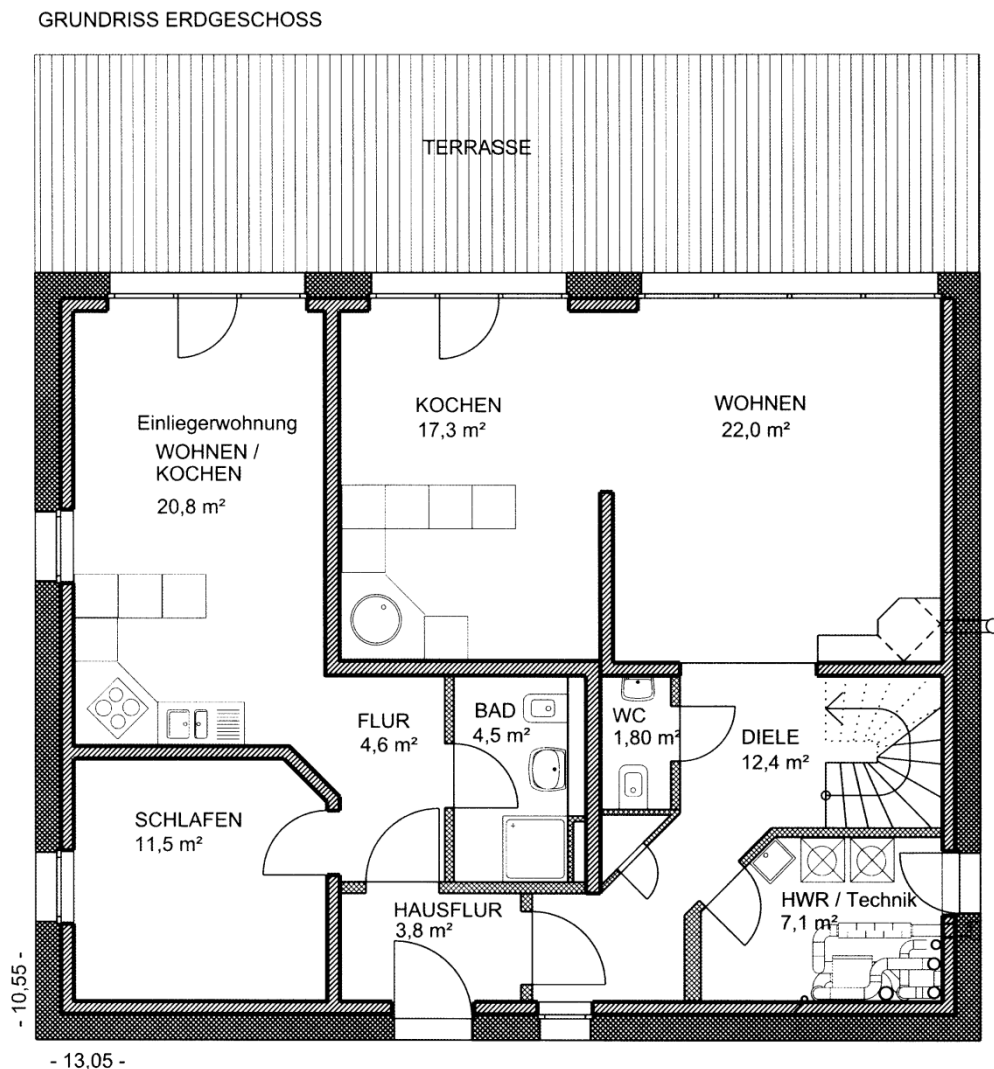 GRUNDRISS ERDGESCHOSS
TERRASSE
Einliegerwohnung
WOHNEN /
KOCHEN
20,8 m²
KOCHEN
17,3 m²
WOHNEN
22,0 m²
FLUR
4,6 m²
BAD
4,5 m²
WC
1,80 m²
DIELE
12,4 m²
SCHLAFEN
11,5 m²
HAUSFLUR
3,8 m²
HWR / Technik
7,1 m²
- 10,55 -
- 13,05 -